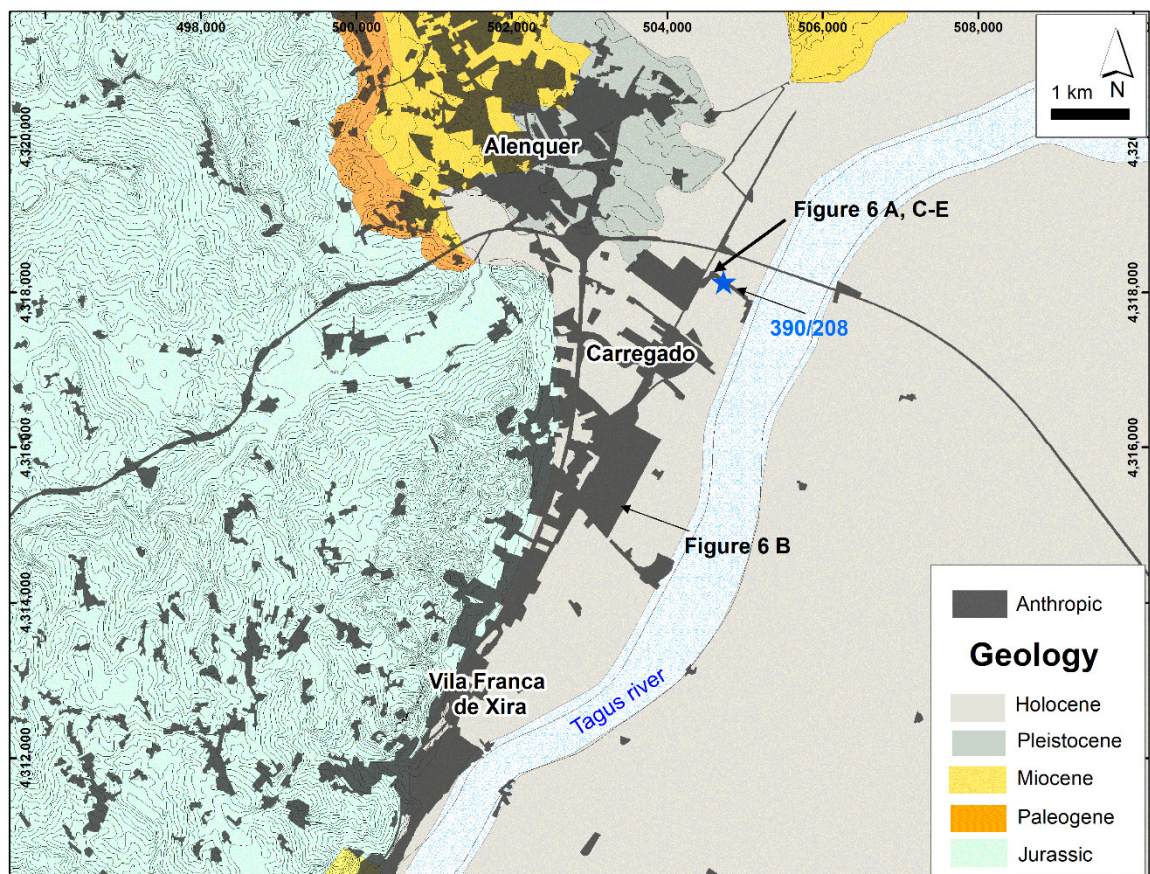 498,000
500,000
502,000
504,000
506,000
508,000
1 km
N
4,320,000
4,320
Alenquer
Figure 6 A, C-E
4,318,000
4,318,000
390/208
Carregado
4,316,000
4,316,000
Figure 6 B
4,314,000
Vila Franca
de Xira
Tagus river
4,312,000
Anthropic
Geology
Holocene
Pleistocene
Miocene
Paleogene
Jurassic